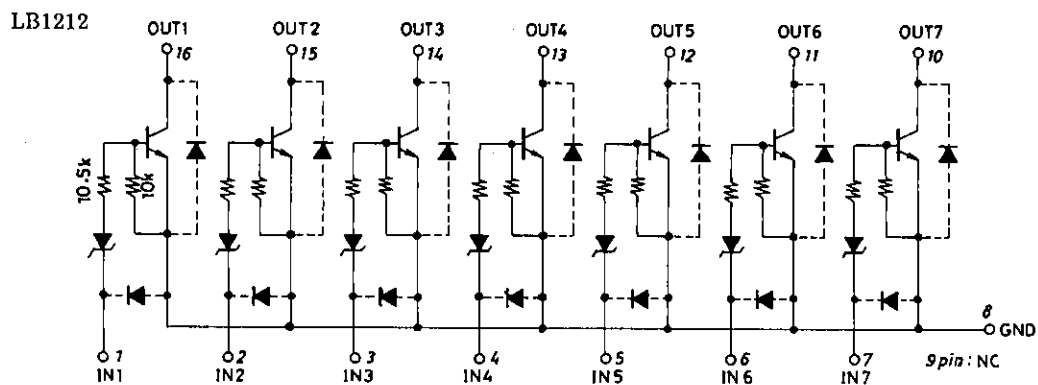 LB1212
OUT1 OUT2 OUT3 OUT4 OUT5 OUT6 OUT7
16 15 14 13 12 11 10
10.5k
10k
8
GND
1 2 3 4 5 6 7
IN1 IN2 IN3 IN4 IN5 IN6 IN7
9pin: NC